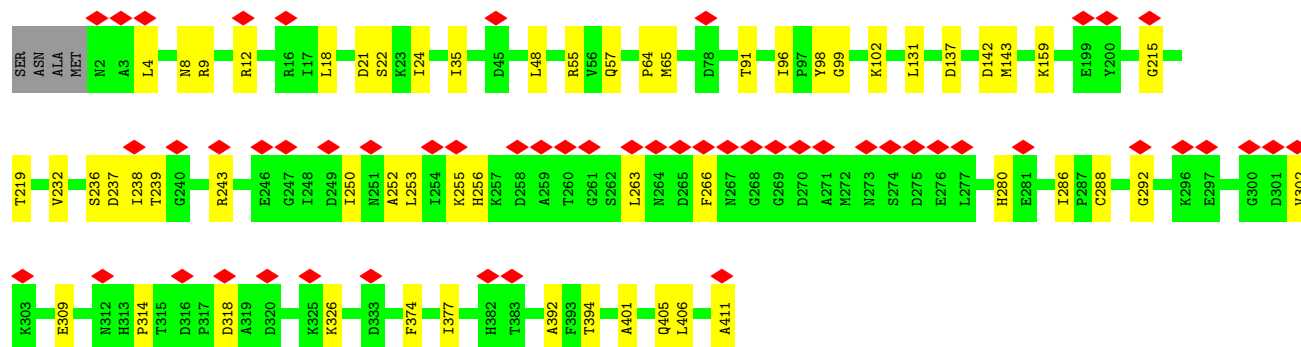 SER ASN ALA MET N2 A3 L4 N8 R9 R12 R16 I17 L18 D21 S22 K23 I24 I35 D45 L48 R55 V56 Q57 P64 M65 D78 T91 I96 P97 Y98 G99 K102 L131 D137 D142 M143 K159 E199 Y200 G215
T219 V232 S236 D237 I238 T239 G240 R243 E246 G247 I248 D249 I250 N251 A252 L253 I254 K255 H256 K257 D258 A259 T260 G261 S262 L263 N264 D265 F266 N267 G268 G269 D270 A271 M272 N273 S274 D275 E276 L277 H280 E281 I286 P287 C288 G292 K296 E297 G300 D301 V302
K303 E309 N312 H313 P314 T315 D316 P317 D318 A319 D320 K325 K326 D333 F374 I377 H382 T383 A392 F393 T394 A401 Q405 L406 A411